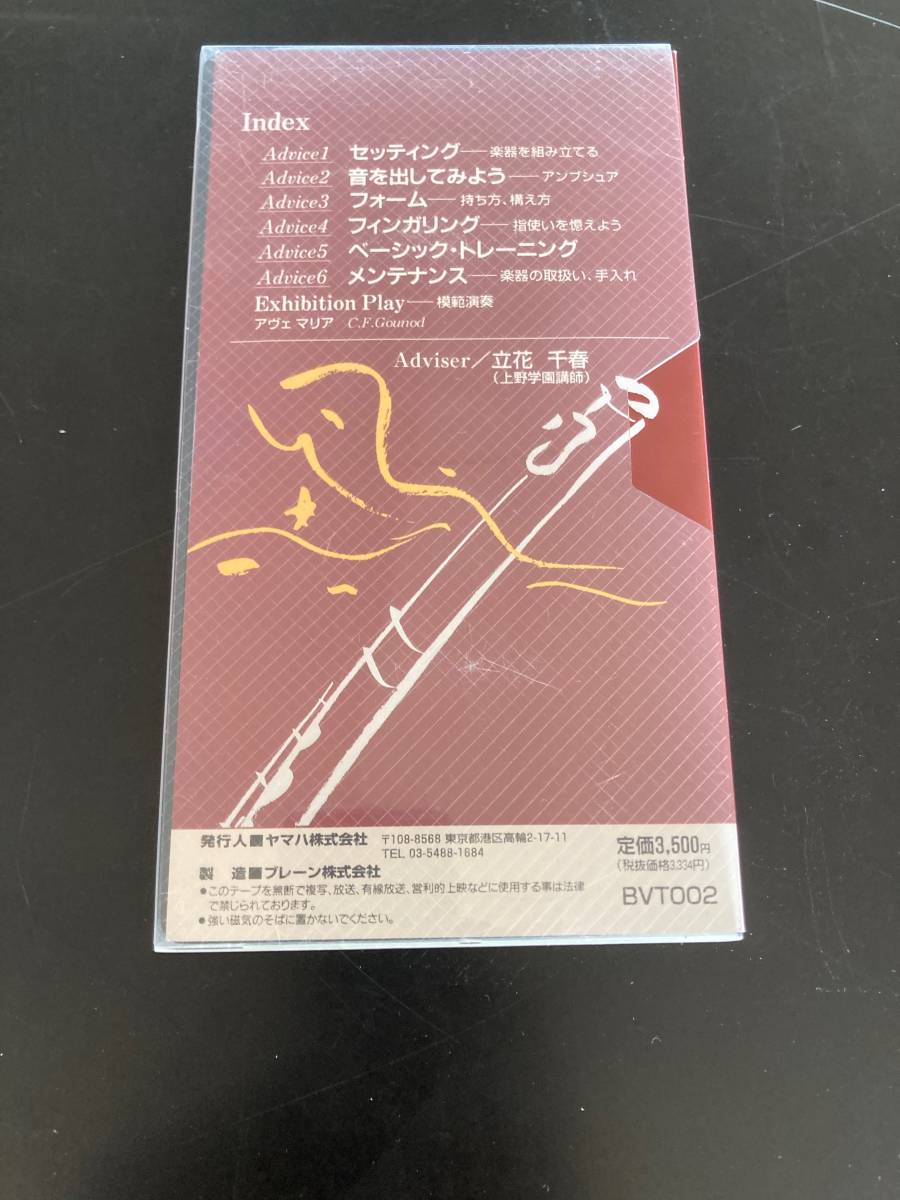 Index
Advice1 セッティング──楽器を組み立てる
Advice2 音を出してみよう──アンブシュア
Advice3 フォーム──持ち方、構え方
Advice4 フィンガリング──指使いを憶えよう
Advice5 ベーシック・トレーニング
Advice6 メンテナンス──楽器の取扱い、手入れ
Exhibition Play──模範演奏
アヴェ マリア C.F.Gounod
Adviser／立花 千春
（上野学園講師）
発行人■ヤマハ株式会社 〒108-8568 東京都港区高輪2-17-11
TEL 03-5488-1684
製 造■ブレーン株式会社
●このテープを無断で複写、放送、有線放送、営利的上映などに使用する事は法律
で禁じられております。
●強い磁気のそばに置かないでください。
定価3,500円
（税抜価格3,334円）
BVT002